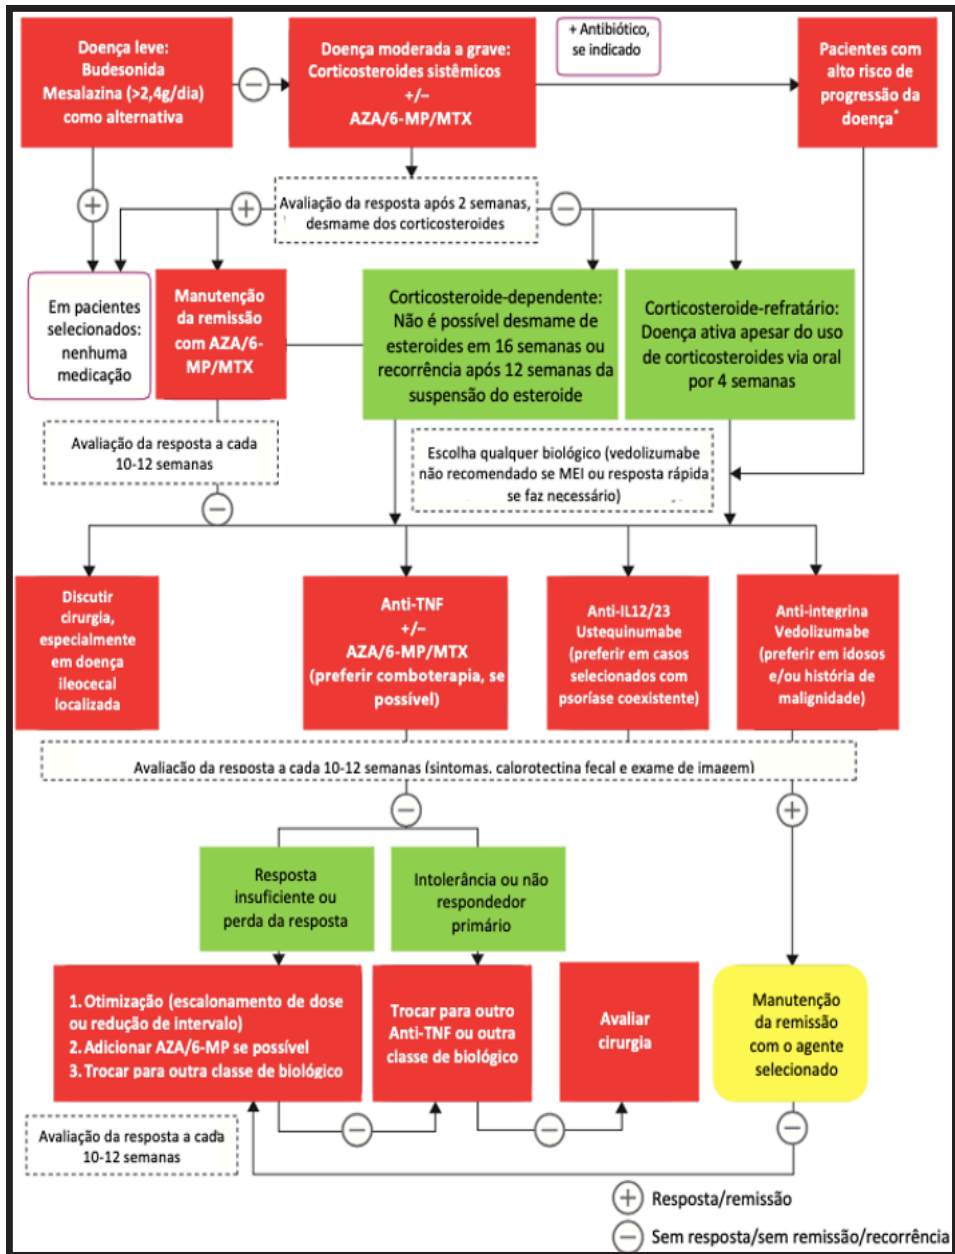 Doença leve:
Budesonida
Mesalazina (>2,4g/dia)
como alternativa
Doença moderada a grave:
Corticosteroides sistêmicos
+/–
AZA/6-MP/MTX
+ Antibiótico,
se indicado
Pacientes com
alto risco de
progressão da
doença*
Avaliação da resposta após 2 semanas,
desmame dos corticosteroides
Em pacientes
selecionados:
nenhuma
medicação
Manutenção
da remissão
com AZA/6-
MP/MTX
Corticosteroide-dependente:
Não é possível desmame de
esteroides em 16 semanas ou
recorrência após 12 semanas da
suspensão do esteroide
Corticosteroide-refratário:
Doença ativa apesar do uso
de corticosteroides via oral
por 4 semanas
Avaliação da resposta a cada
10-12 semanas
Escolha qualquer biológico (vedolizumabe
não recomendado se MEI ou resposta rápida
se faz necessário)
Discutir
cirurgia,
especialmente
em doença
ileocecal
localizada
Anti-TNF
+/–
AZA/6-MP/MTX
(preferir comboterapia, se
possível)
Anti-IL12/23
Ustequinumabe
(preferir em casos
selecionados com
psoríase coexistente)
Anti-integrina
Vedolizumabe
(preferir em idosos
e/ou história de
malignidade)
Avaliação da resposta a cada 10-12 semanas (sintomas, calprotectina fecal e exame de imagem)
Resposta
insuficiente ou
perda da resposta
Intolerância ou não
respondedor
primário
1. Otimização (escalonamento de dose
ou redução de intervalo)
2. Adicionar AZA/6-MP se possível
3. Trocar para outra classe de biológico
Trocar para outro
Anti-TNF ou outra
classe de biológico
Avaliar
cirurgia
Manutenção
da remissão
com o agente
selecionado
Avaliação da resposta a cada
10-12 semanas
+ Resposta/remissão
– Sem resposta/sem remissão/recorrência